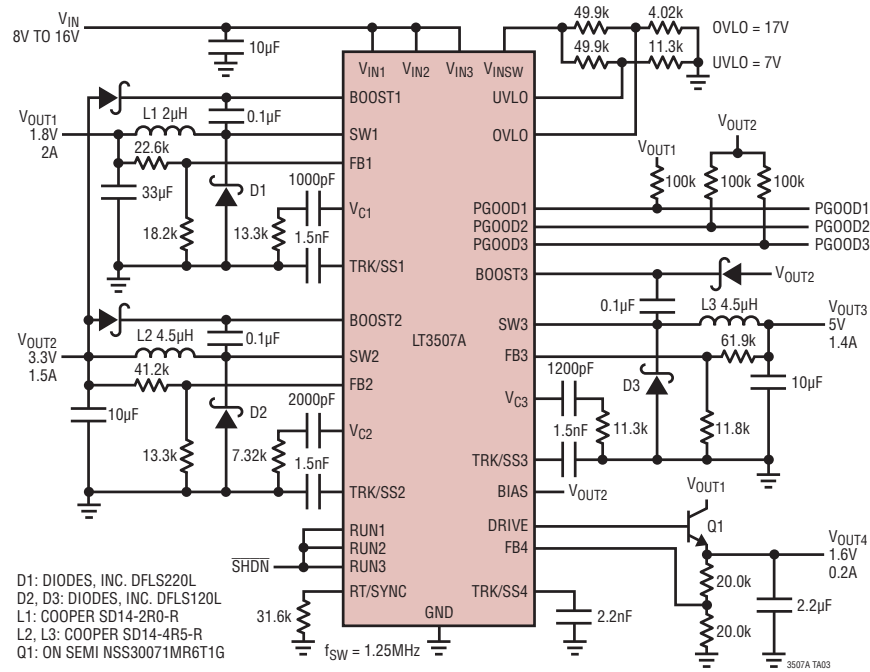 VIN
8V TO 16V
10µF
49.9k
4.02k
OVLO = 17V
49.9k
11.3k
UVLO = 7V
VIN1
VIN2
VIN3
VINSW
BOOST1
UVLO
VOUT1
1.8V
2A
L1 2µH
0.1µF
SW1
OVLO
22.6k
FB1
33µF
D1
1000pF
VC1
18.2k
13.3k
1.5nF
TRK/SS1
VOUT1
VOUT2
100k
100k
100k
PGOOD1
PGOOD1
PGOOD2
PGOOD2
PGOOD3
PGOOD3
BOOST3
VOUT2
BOOST2
0.1µF
L3 4.5µH
VOUT3
5V
1.4A
SW3
LT3507A
VOUT2
3.3V
1.5A
L2 4.5µH
0.1µF
SW2
61.9k
FB3
41.2k
FB2
10µF
D2
2000pF
VC2
1200pF
D3
10µF
VC3
13.3k
7.32k
1.5nF
TRK/SS2
1.5nF
11.3k
11.8k
TRK/SS3
BIAS
VOUT2
VOUT1
RUN1
RUN2
RUN3
SHDN
DRIVE
Q1
FB4
VOUT4
1.6V
0.2A
RT/SYNC
TRK/SS4
20.0k
20.0k
2.2µF
31.6k
GND
2.2nF
fSW = 1.25MHz
D1: DIODES, INC. DFLS220L
D2, D3: DIODES, INC. DFLS120L
L1: COOPER SD14-2R0-R
L2, L3: COOPER SD14-4R5-R
Q1: ON SEMI NSS30071MR6T1G
3507A TA03